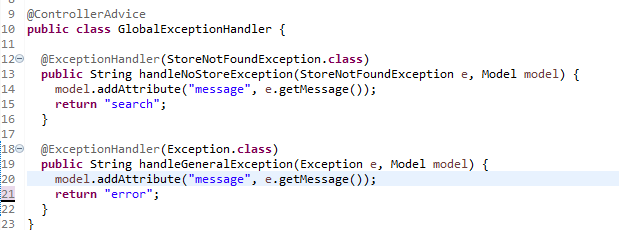 9 @ControllerAdvice
10 public class GlobalExceptionHandler {
11
12 @ExceptionHandler(StoreNotFoundException.class)
13 public String handleNoStoreException(StoreNotFoundException e, Model model) {
14 model.addAttribute("message", e.getMessage());
15 return "search";
16 }
17
18 @ExceptionHandler(Exception.class)
19 public String handleGeneralException(Exception e, Model model) {
20 model.addAttribute("message", e.getMessage());
21 return "error";
22 }
23 }